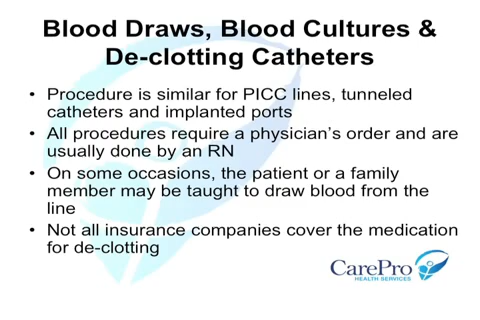 Blood Draws, Blood Cultures &
De-clotting Catheters
• Procedure is similar for PICC lines, tunneled
catheters and implanted ports
• All procedures require a physician's order and are
usually done by an RN
• On some occasions, the patient or a family
member may be taught to draw blood from the
line
• Not all insurance companies cover the medication
for de-clotting
CarePro
HEALTH SERVICES